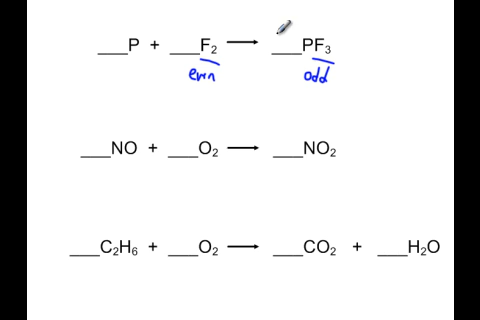 ___P + ___F₂ → ___PF₃
even odd
___NO + ___O₂ → ___NO₂
___C₂H₆ + ___O₂ → ___CO₂ + ___H₂O